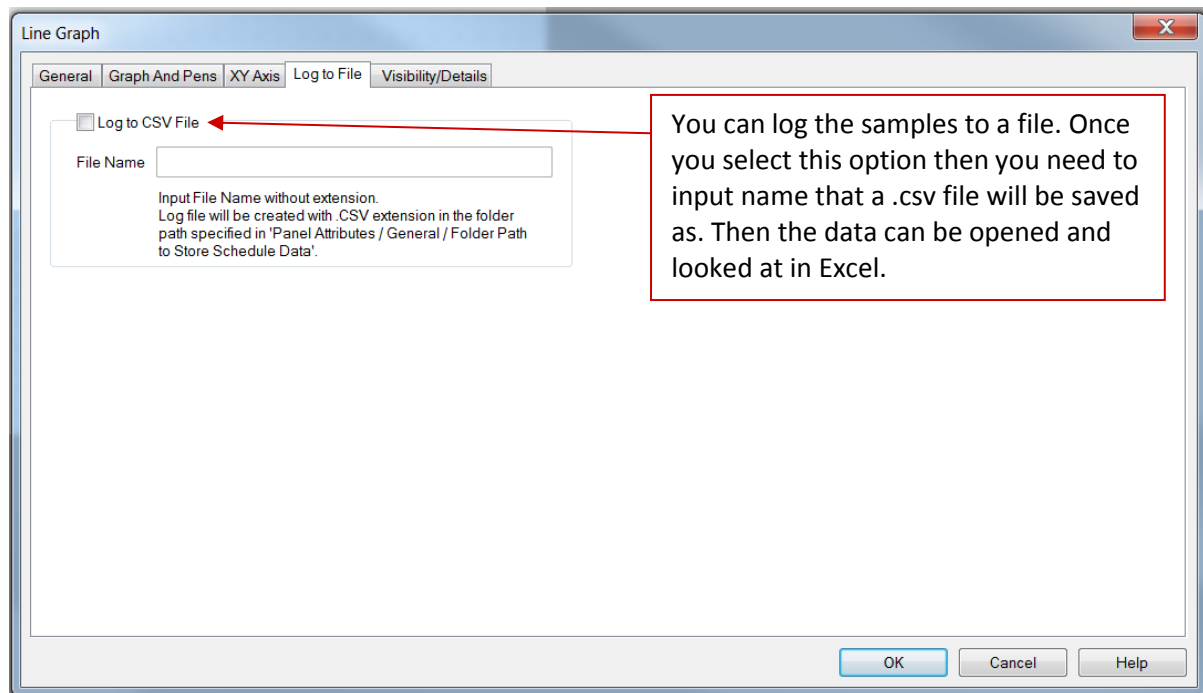 Line Graph
X
General Graph And Pens XY Axis Log to File Visibility/Details
Log to CSV File
File Name
Input File Name without extension.
Log file will be created with .CSV extension in the folder
path specified in 'Panel Attributes / General / Folder Path
to Store Schedule Data'.
You can log the samples to a file. Once
you select this option then you need to
input name that a .csv file will be saved
as. Then the data can be opened and
looked at in Excel.
OK Cancel Help